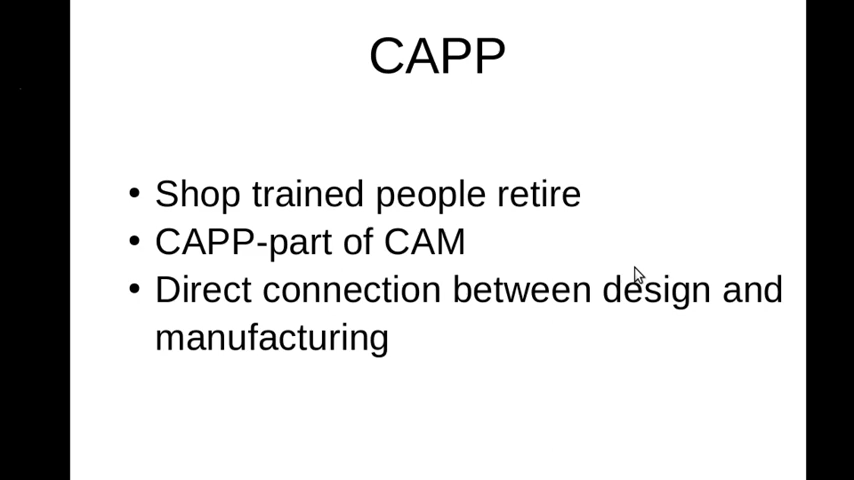 CAPP
• Shop trained people retire
• CAPP-part of CAM
• Direct connection between design and
manufacturing